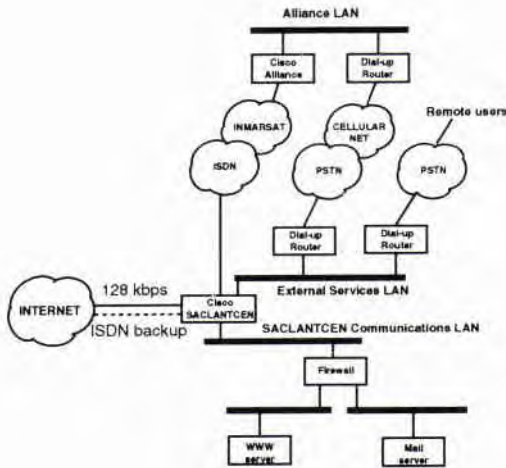 Alliance LAN
Cisco
Alliance
Dial-up
Router
INMARSAT
CELLULAR
NET
Remote users
ISDN
PSTN
PSTN
Dial-up
Router
Dial-up
Router
128 kbps
External Services LAN
INTERNET
Cisco
SACLANTCEN
ISDN backup
SACLANTCEN Communications LAN
Firewall
WWW
server
Mail
server